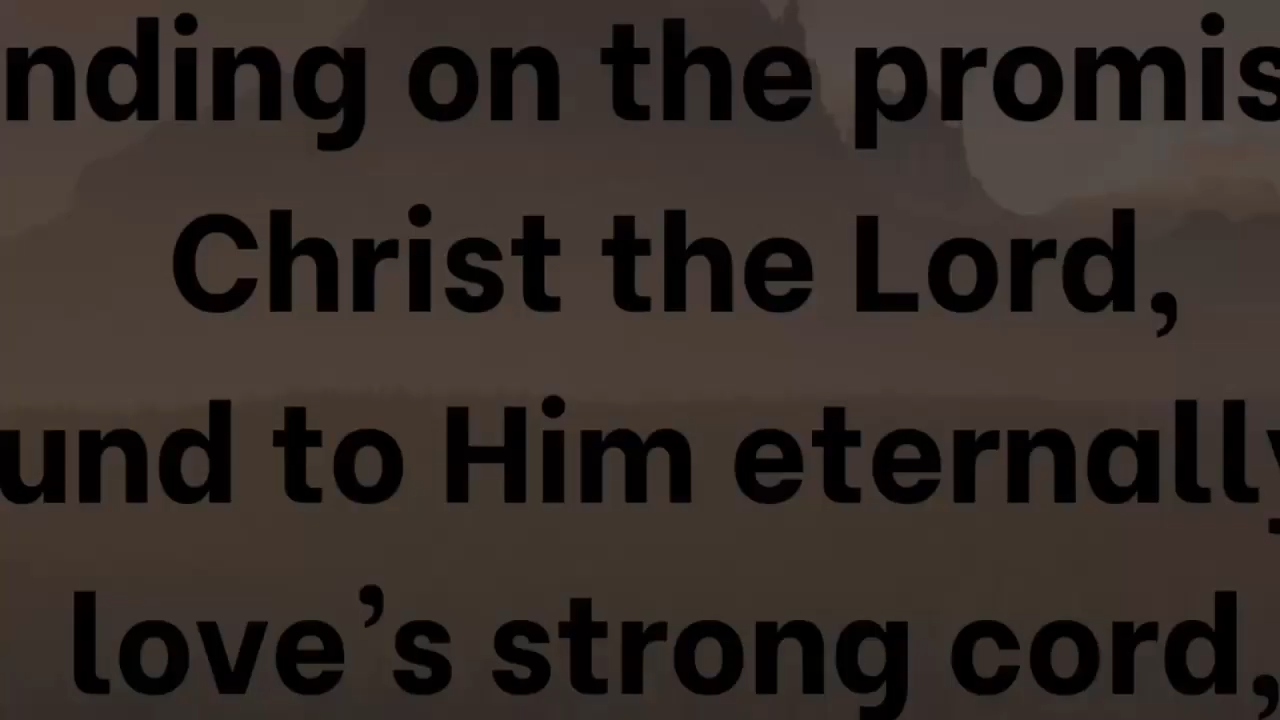 nding on the promis
Christ the Lord,
und to Him eternally
love’s strong cord,